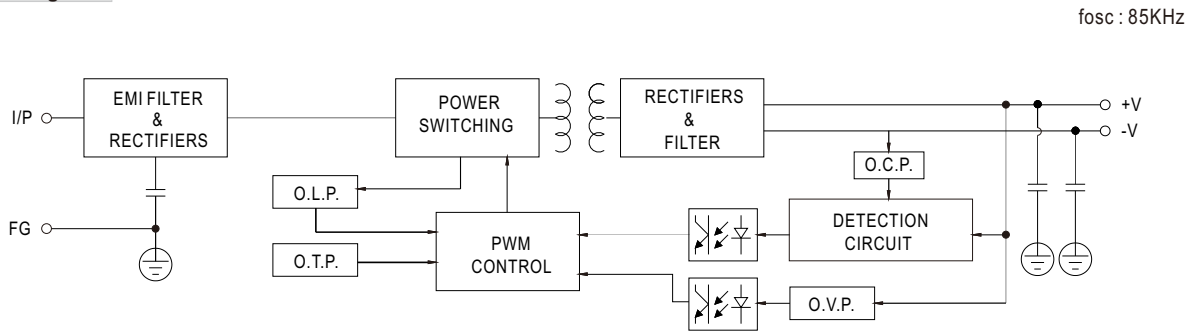 fosc : 85KHz
I/P
EMI FILTER
&
RECTIFIERS
POWER
SWITCHING
RECTIFIERS
&
FILTER
+V
-V
O.C.P.
O.L.P.
FG
PWM
CONTROL
DETECTION
CIRCUIT
O.T.P.
O.V.P.